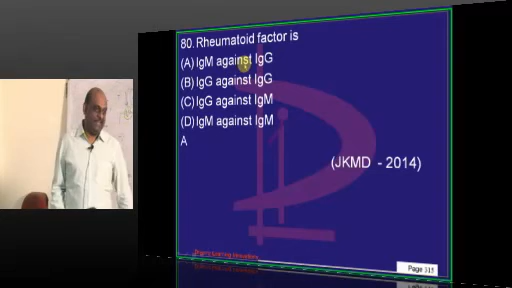 80. Rheumatoid factor is
(A) IgM against IgG
(B) IgG against IgG
(C) IgG against IgM
(D) IgM against IgM
A
(JKMD - 2014)
Page 315